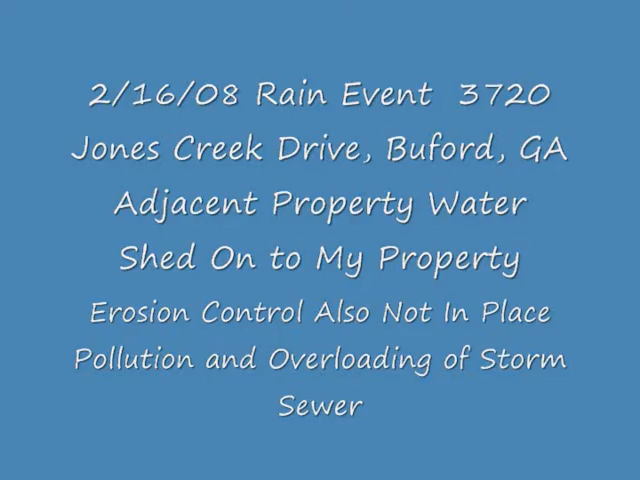 2/16/08 Rain Event 3720
Jones Creek Drive, Buford, GA
Adjacent Property Water
Shed On to My Property
Erosion Control Also Not In Place
Pollution and Overloading of Storm
Sewer